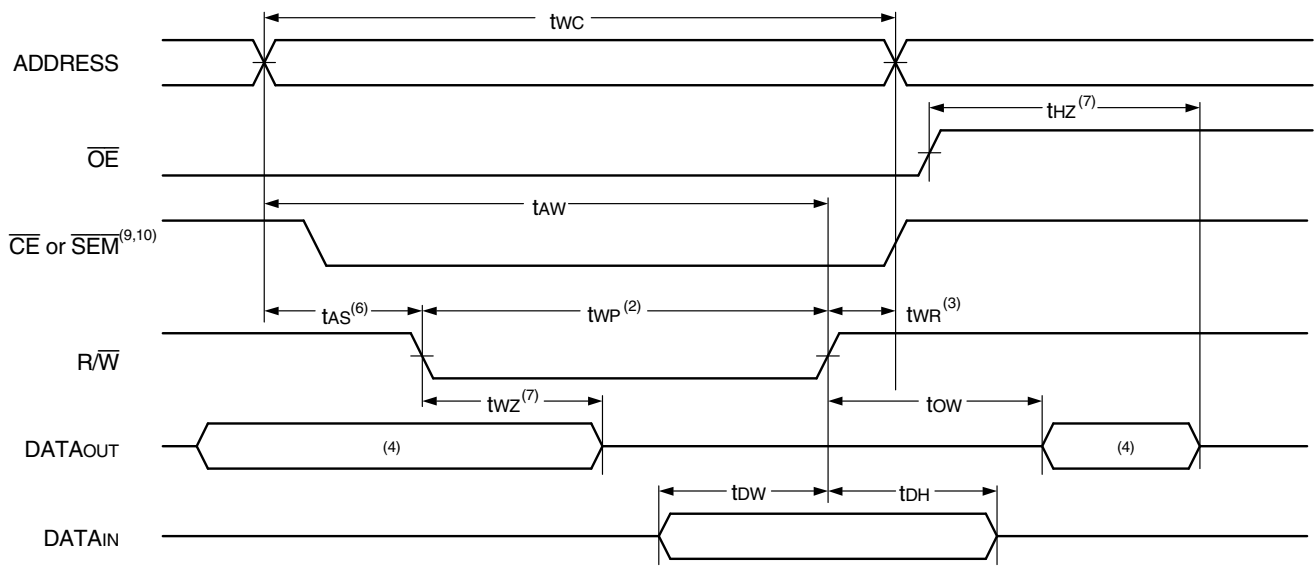 tWC
ADDRESS
tHZ(7)
OE
tAW
CE or SEM(9,10)
tAS(6) tWP(2) tWR(3)
R/W
tWZ(7) tOW
DATAOUT (4) (4)
tDW tDH
DATAIN